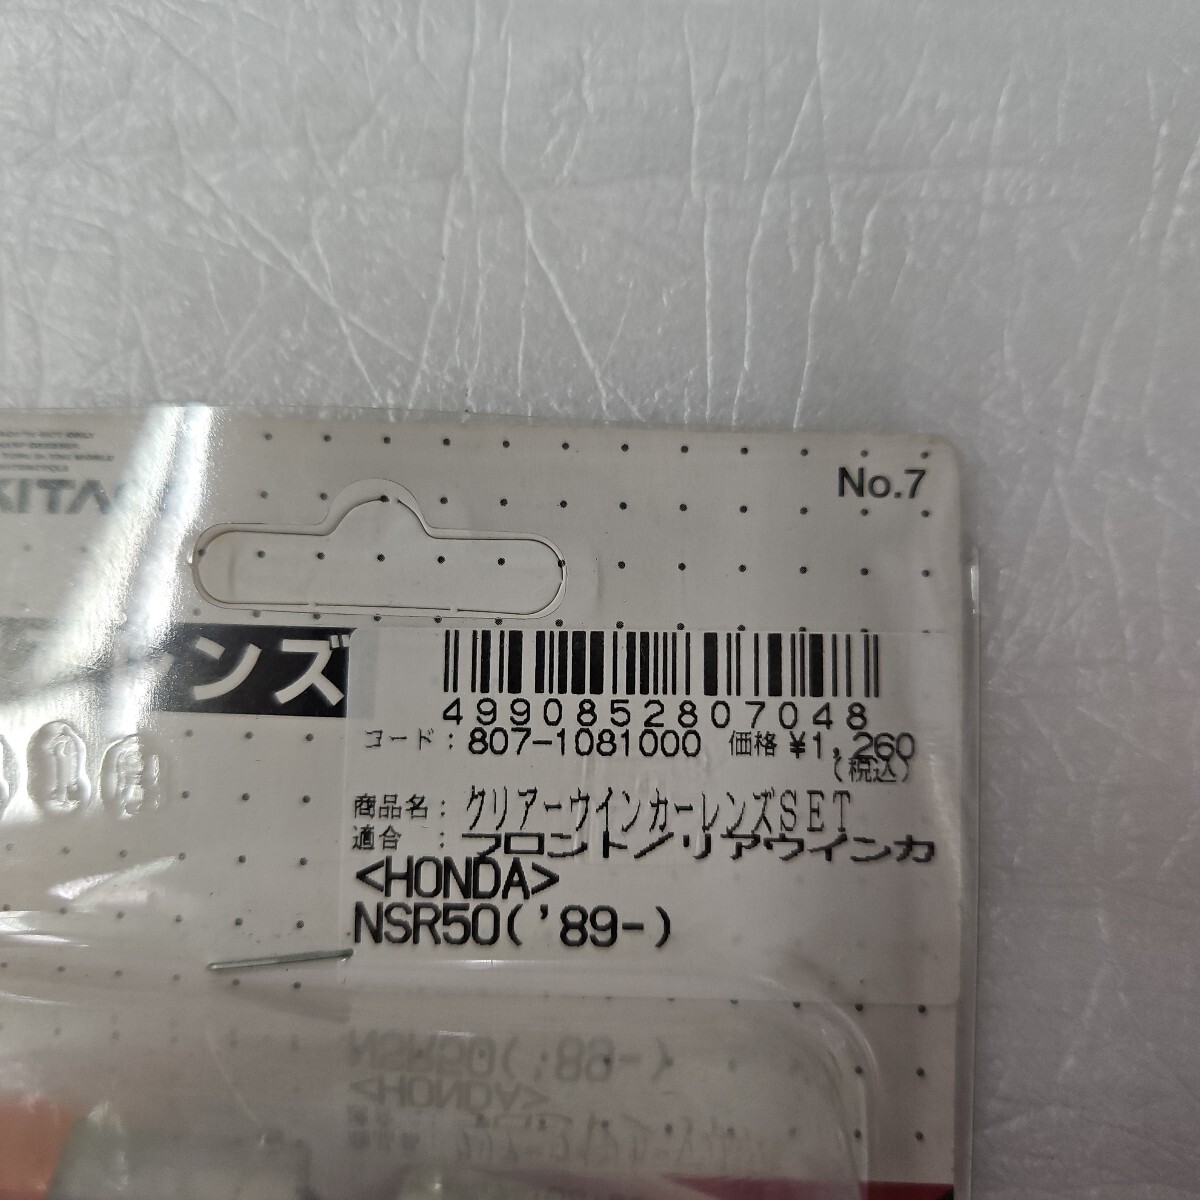 No.7
KITA
ンズ
4990852807048
コード: 807-1081000 価格 ¥1,260
(税込)
商品名: クリアーウインカーレンズSET
適合 : フロント/リアウインカ
<HONDA>
NSR50('89-)